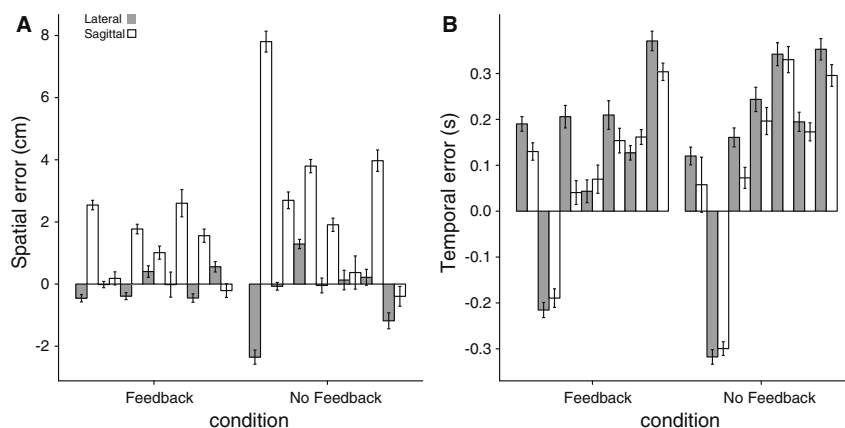 A
Lateral
Sagittal
8
6
4
2
0
-2
Spatial error (cm)
Feedback
No Feedback
condition
B
0.3
0.2
0.1
0.0
-0.1
-0.2
-0.3
Temporal error (s)
Feedback
No Feedback
condition